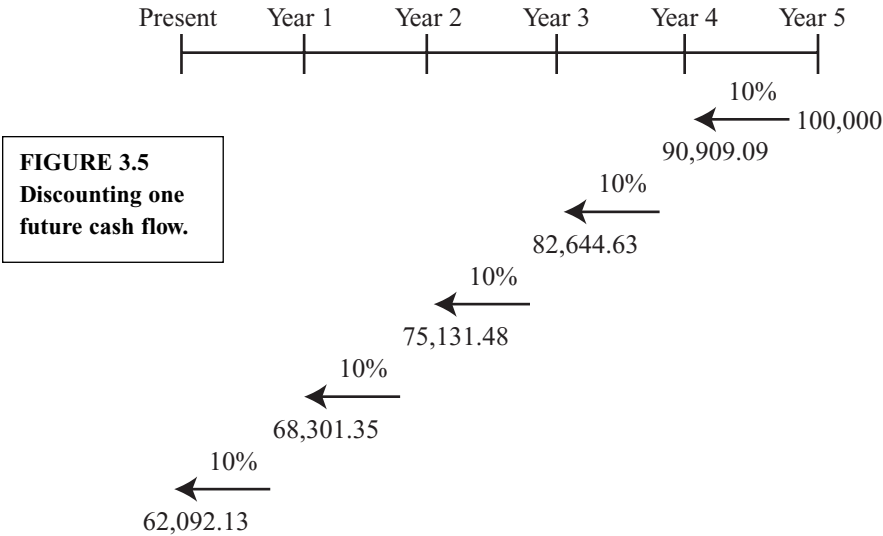 Present Year 1 Year 2 Year 3 Year 4 Year 5
10%
100,000
90,909.09
FIGURE 3.5
Discounting one
future cash flow.
10%
82,644.63
10%
75,131.48
10%
68,301.35
10%
62,092.13